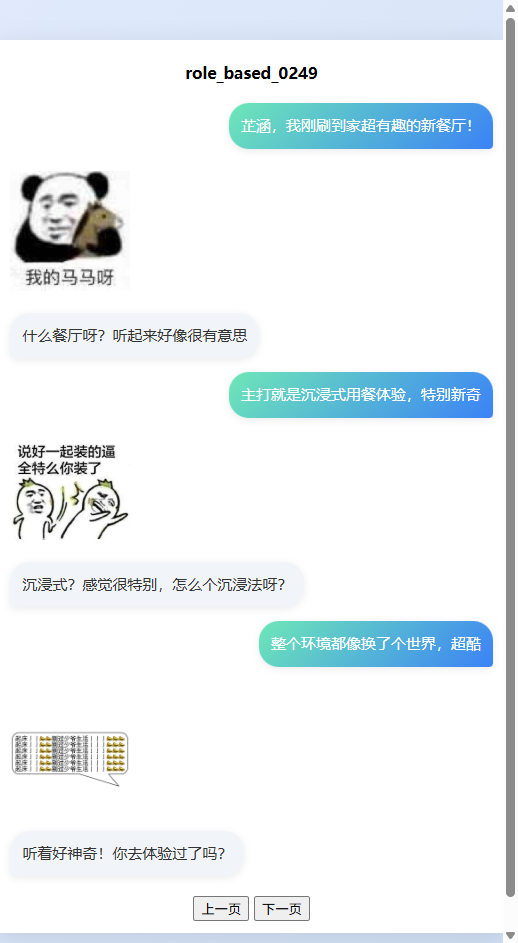 role_based_0249
芷涵，我刚刷到家超有趣的新餐厅！
我的马马呀
什么餐厅呀？听起来好像很有意思
主打就是沉浸式用餐体验，特别新奇
说好一起装的逼
全特么你装了
沉浸式？感觉很特别，怎么个沉浸法呀？
整个环境都像换了个世界，超酷
听着好神奇！你去体验过了吗？
上一页 下一页